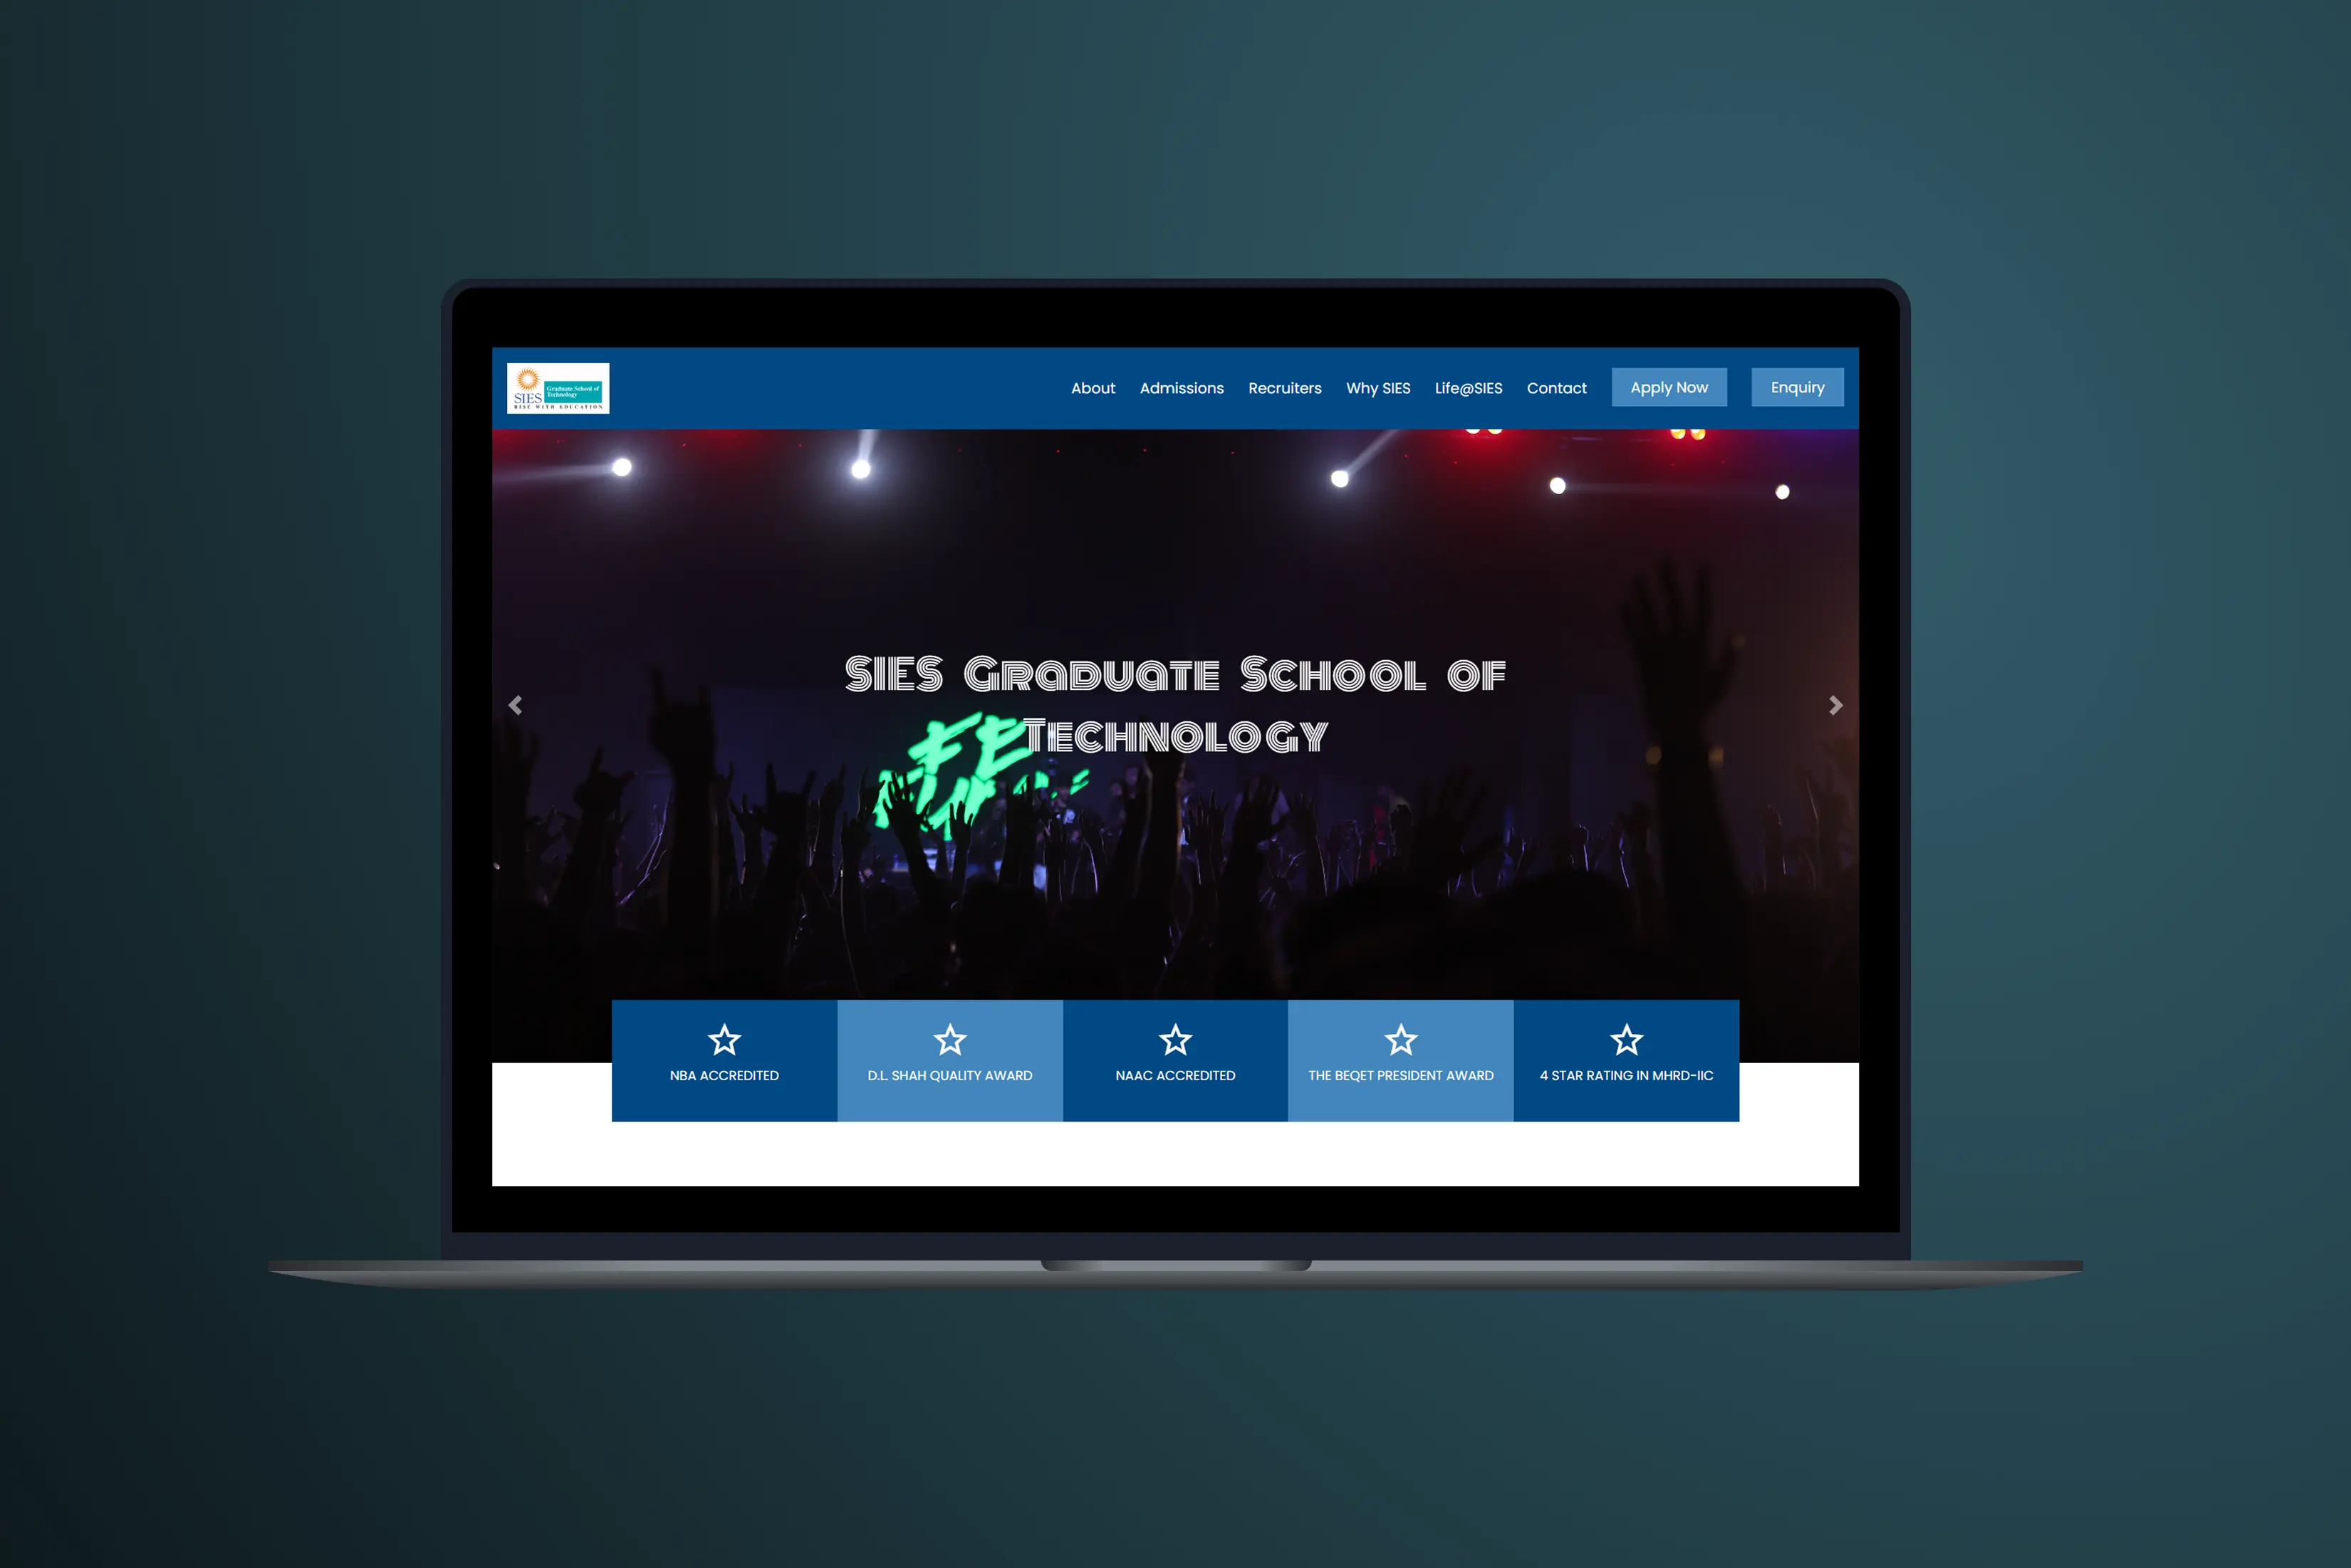 SIES
Graduate School of
Technology
RISE WITH EDUCATION
About
Admissions
Recruiters
Why SIES
Life@SIES
Contact
Apply Now
Enquiry
SIES Graduate School of
Technology
NBA ACCREDITED
D.L. SHAH QUALITY AWARD
NAAC ACCREDITED
THE BEQET PRESIDENT AWARD
4 STAR RATING IN MHRD-IIC